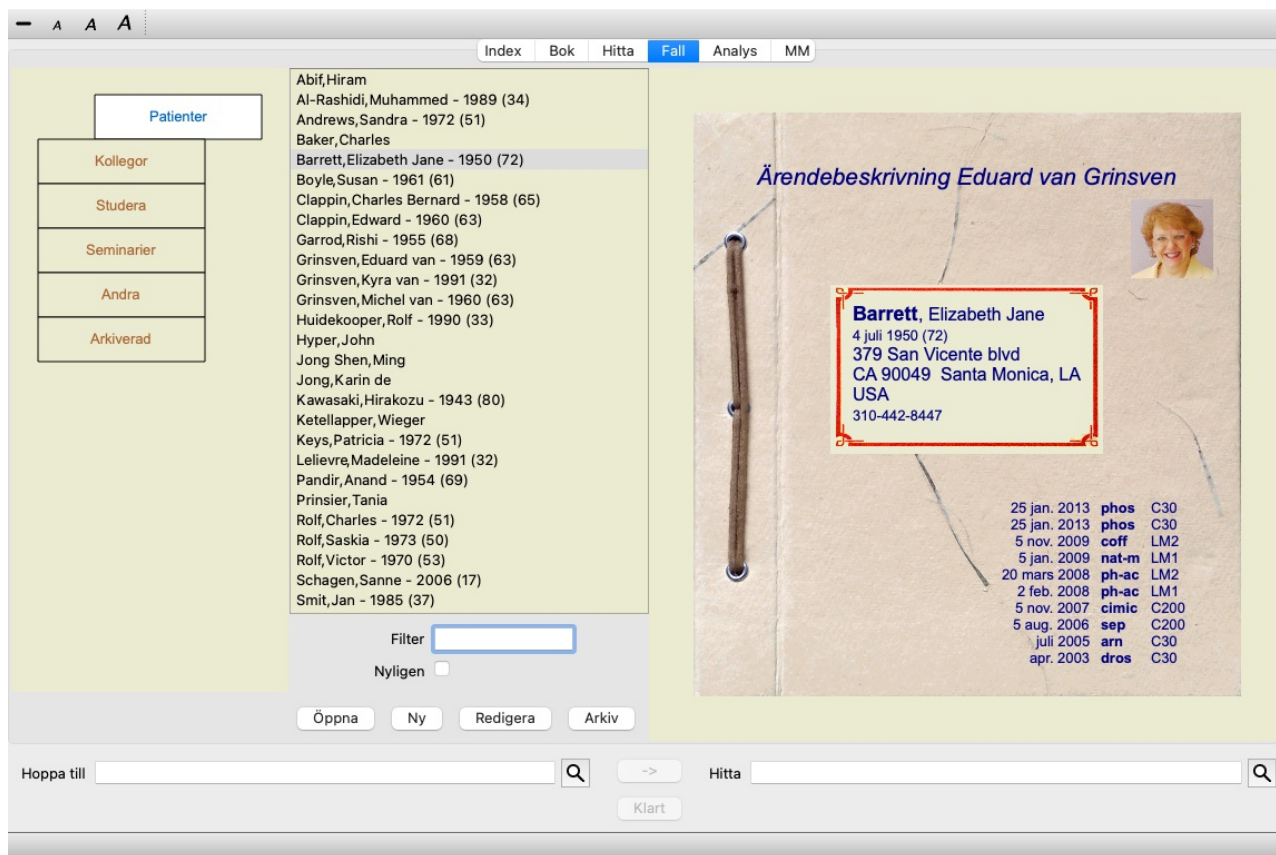 A A A
Index Bok Hitta Fall Analys MM
Patienter
Kollegor
Studera
Seminarier
Andra
Arkiverad
Abif,Hiram
Al-Rashidi,Muhammed - 1989 (34)
Andrews,Sandra - 1972 (51)
Baker,Charles
Barrett,Elizabeth Jane - 1950 (72)
Boyle,Susan - 1961 (61)
Clappin,Charles Bernard - 1958 (65)
Clappin,Edward - 1960 (63)
Garrod,Rishi - 1955 (68)
Grinsven,Eduard van - 1959 (63)
Grinsven,Kyra van - 1991 (32)
Grinsven,Michel van - 1960 (63)
Huidekooper,Rolf - 1990 (33)
Hyper,John
Jong Shen,Ming
Jong,Karin de
Kawasaki,Hirakozu - 1943 (80)
Ketellapper,Wieger
Keys,Patricia - 1972 (51)
Lelievre,Madeleine - 1991 (32)
Pandir,Anand - 1954 (69)
Prinsier,Tania
Rolf,Charles - 1972 (51)
Rolf,Saskia - 1973 (50)
Rolf,Victor - 1970 (53)
Schagen,Sanne - 2006 (17)
Smit,Jan - 1985 (37)
Filter
Nyligen
Öppna Ny Redigera Arkiv
Ärendebeskrivning Eduard van Grinsven
Barrett, Elizabeth Jane
4 juli 1950 (72)
379 San Vicente blvd
CA 90049 Santa Monica, LA
USA
310-442-8447
25 jan. 2013 phos C30
25 jan. 2013 phos C30
5 nov. 2009 coff LM2
5 jan. 2009 nat-m LM1
20 mars 2008 ph-ac LM2
2 feb. 2008 ph-ac LM1
5 nov. 2007 cimic C200
5 aug. 2006 sep C200
juli 2005 arn C30
apr. 2003 dros C30
Hoppa till -> Hitta
Klart